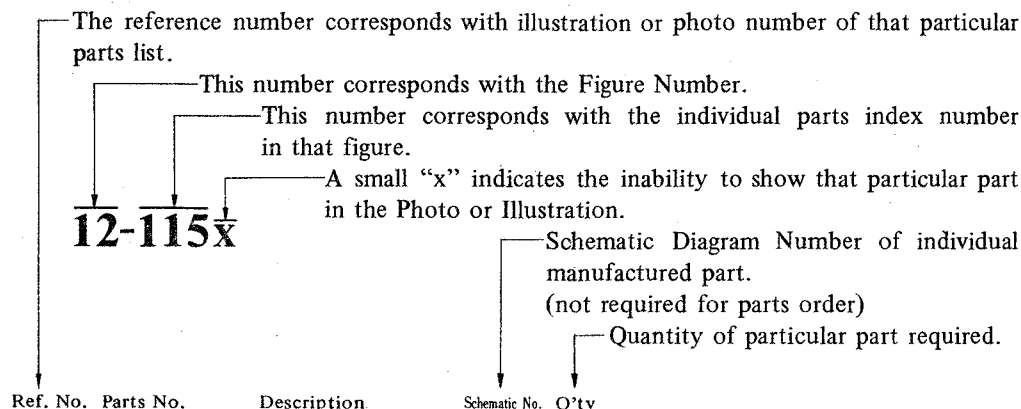 The reference number corresponds with illustration or photo number of that particular
parts list.
This number corresponds with the Figure Number.
This number corresponds with the individual parts index number
in that figure.
A small “x” indicates the inability to show that particular part
in the Photo or Illustration.
12-115x
Schematic Diagram Number of individual
manufactured part.
(not required for parts order)
Quantity of particular part required.
Ref. No. Parts No. Description Schematic No. Q'ty